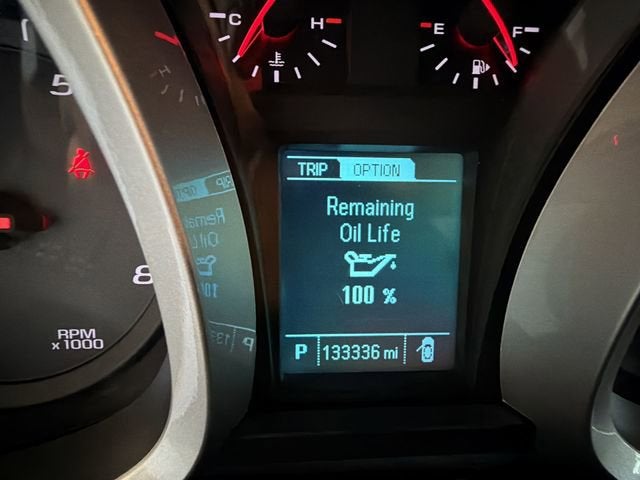 C H
E F
5
8
RPM
x1000
TRIP OPTION
Remaining
Oil Life
100 %
P 133336 mi